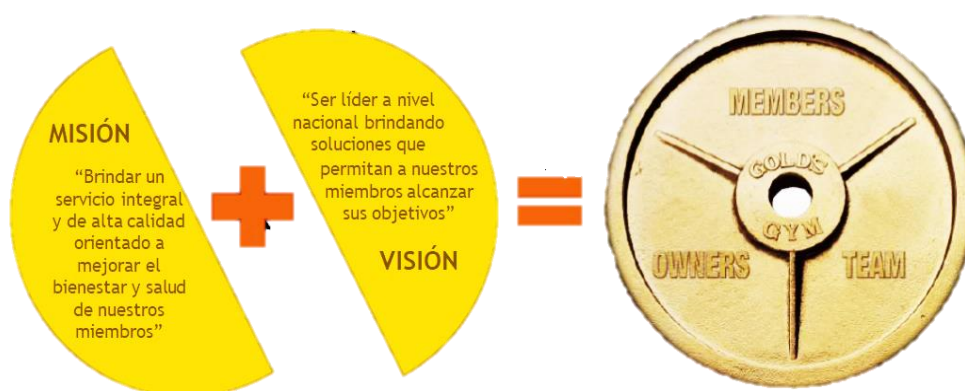 MISIÓN
“Brindar un
servicio integral
y de alta calidad
orientado a
mejorar el
bienestar y salud
de nuestros
miembros”
“Ser líder a nivel
nacional brindando
soluciones que
permitan a nuestros
miembros alcanzar
sus objetivos”
VISIÓN
MEMBERS
GOLD'S
GYM
OWNERS TEAM